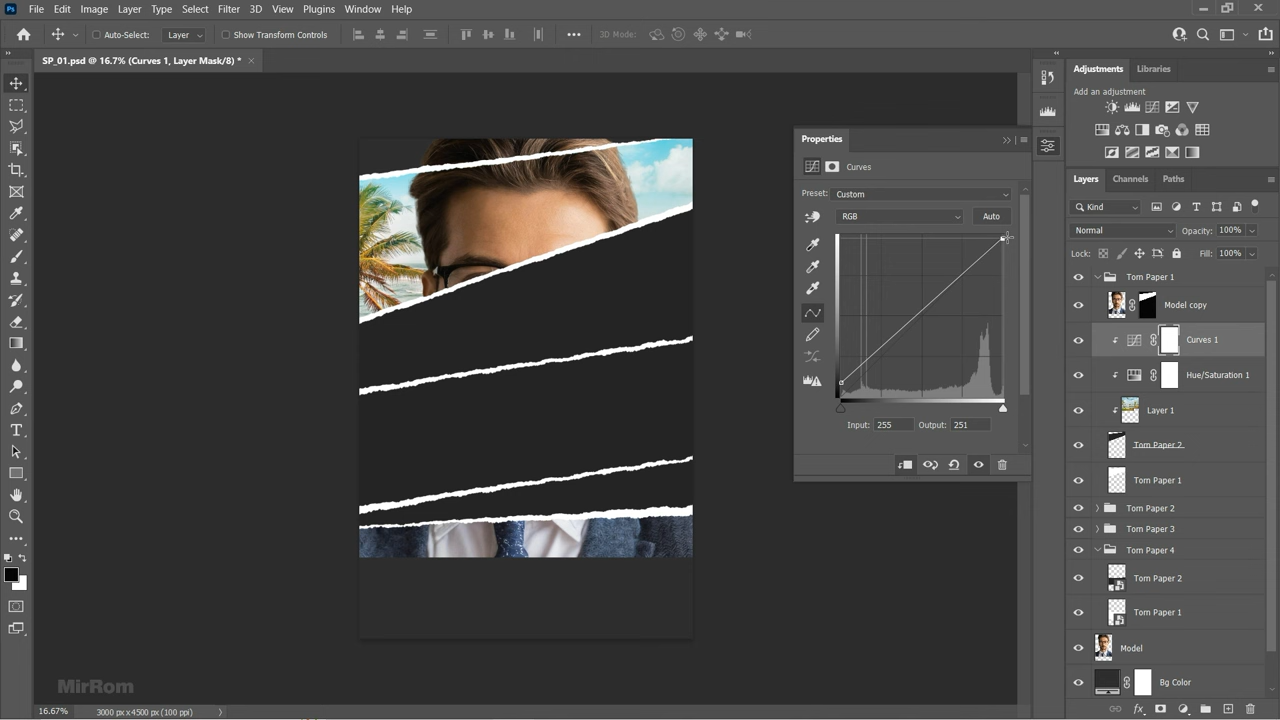 Ps File Edit Image Layer Type Select Filter 3D View Plugins Window Help
Auto-Select: Layer Show Transform Controls 3D Mode:
SP_01.psd @ 16.7% (Curves 1, Layer Mask/8) *
Adjustments Libraries
Add an adjustment
Properties
Curves
Preset: Custom
RGB Auto
Input: 255 Output: 251
Layers Channels Paths
Kind
Normal Opacity: 100%
Lock: Fill: 100%
Tom Paper 1
Model copy
Curves 1
Hue/Saturation 1
Layer 1
Tom Paper 2
Tom Paper 1
Tom Paper 2
Tom Paper 3
Tom Paper 4
Tom Paper 2
Tom Paper 1
Model
Bg Color
MirRom
16.67% 3000 px x 4500 px (100 ppi)